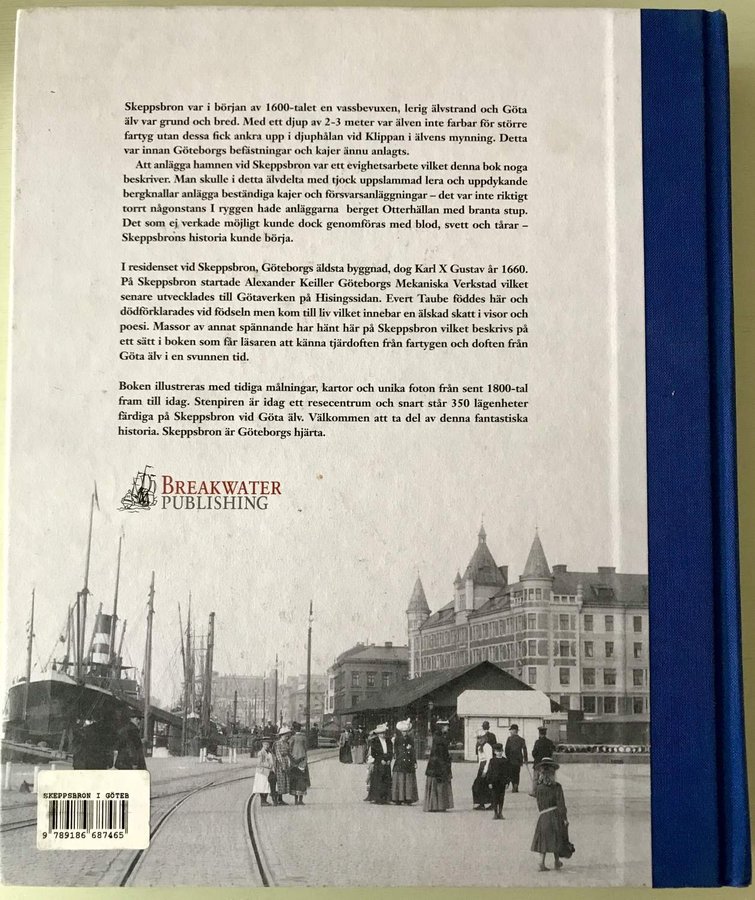 Skeppsbron var i början av 1600-talet en vassbevuxen, lerig älvstrand och Göta
älv var grund och bred. Med ett djup av 2-3 meter var älven inte farbar för större
fartyg utan dessa fick ankra upp i djuphålan vid Klippan i älvens mynning. Detta
var innan Göteborgs befästningar och kajer ännu anlagts.
Att anlägga hamnen vid Skeppsbron var ett evighetsarbete vilket denna bok noga
beskriver. Man skulle i detta älvdelta med tjock uppslammad lera och uppdykande
bergknallar anlägga beständiga kajer och försvarsanläggningar – det var inte riktigt
torrt någonstans I ryggen hade anläggarna berget Otterhällan med branta stup.
Det som ej verkade möjligt kunde dock genomföras med blod, svett och tårar –
Skeppsbrons historia kunde börja.
I residenset vid Skeppsbron, Göteborgs äldsta byggnad, dog Karl X Gustav år 1660.
På Skeppsbron startade Alexander Keiller Göteborgs Mekaniska Verkstad vilket
senare utvecklades till Götaverken på Hisingssidan. Evert Taube föddes här och
dödförklarades vid födseln men kom till liv vilket innebar en älskad skatt i visor och
poesi. Massor av annat spännande har hänt här på Skeppsbron vilket beskrivs på
ett sätt i boken som får läsaren att känna tjärdoften från fartygen och doften från
Göta älv i en svunnen tid.
Boken illustreras med tidiga målningar, kartor och unika foton från sent 1800-tal
fram till idag. Stenpiren är idag ett resecentrum och snart står 350 lägenheter
färdiga på Skeppsbron vid Göta älv. Välkommen att ta del av denna fantastiska
historia. Skeppsbron är Göteborgs hjärta.
BREAKWATER
PUBLISHING
SKEPPSBRON I GÖTEB
9 789186 687465